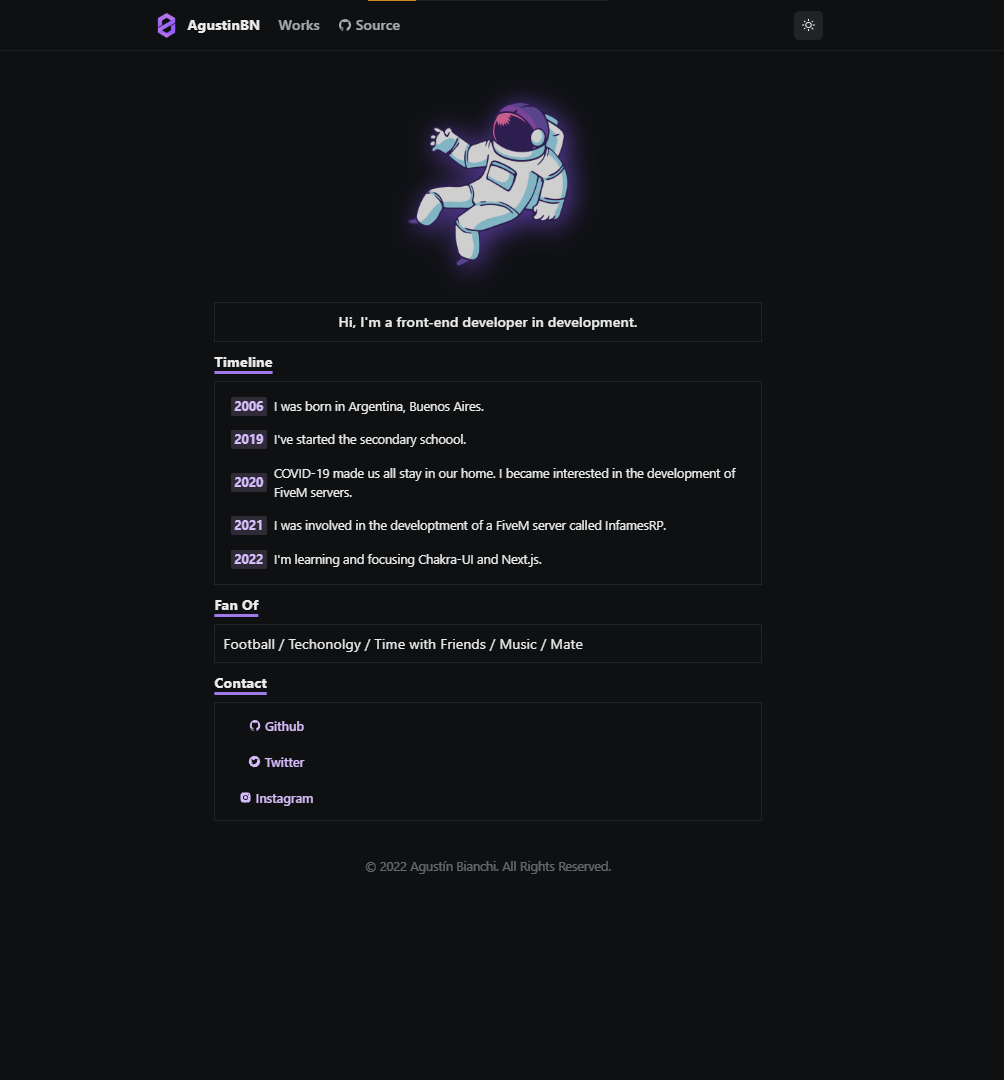 AgustinBN Works Source
Hi, I'm a front-end developer in development.
Timeline
2006 I was born in Argentina, Buenos Aires.
2019 I've started the secondary schoool.
2020 COVID-19 made us all stay in our home. I became interested in the development of
FiveM servers.
2021 I was involved in the developtment of a FiveM server called InfamesRP.
2022 I'm learning and focusing Chakra-UI and Next.js.
Fan Of
Football / Techonolgy / Time with Friends / Music / Mate
Contact
Github
Twitter
Instagram
© 2022 Agustín Bianchi. All Rights Reserved.